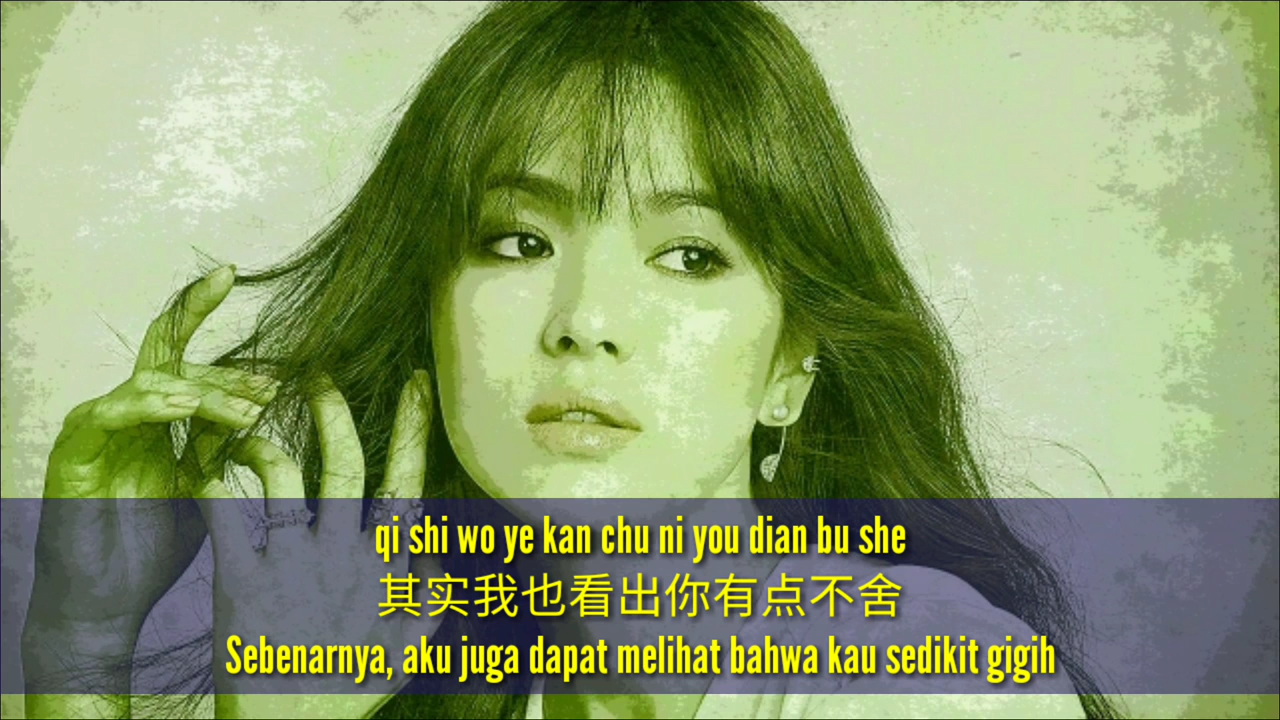 qi shi wo ye kan chu ni you dian bu she
其实我也看出你有点不舍
Sebenarnya, aku juga dapat melihat bahwa kau sedikit gigih